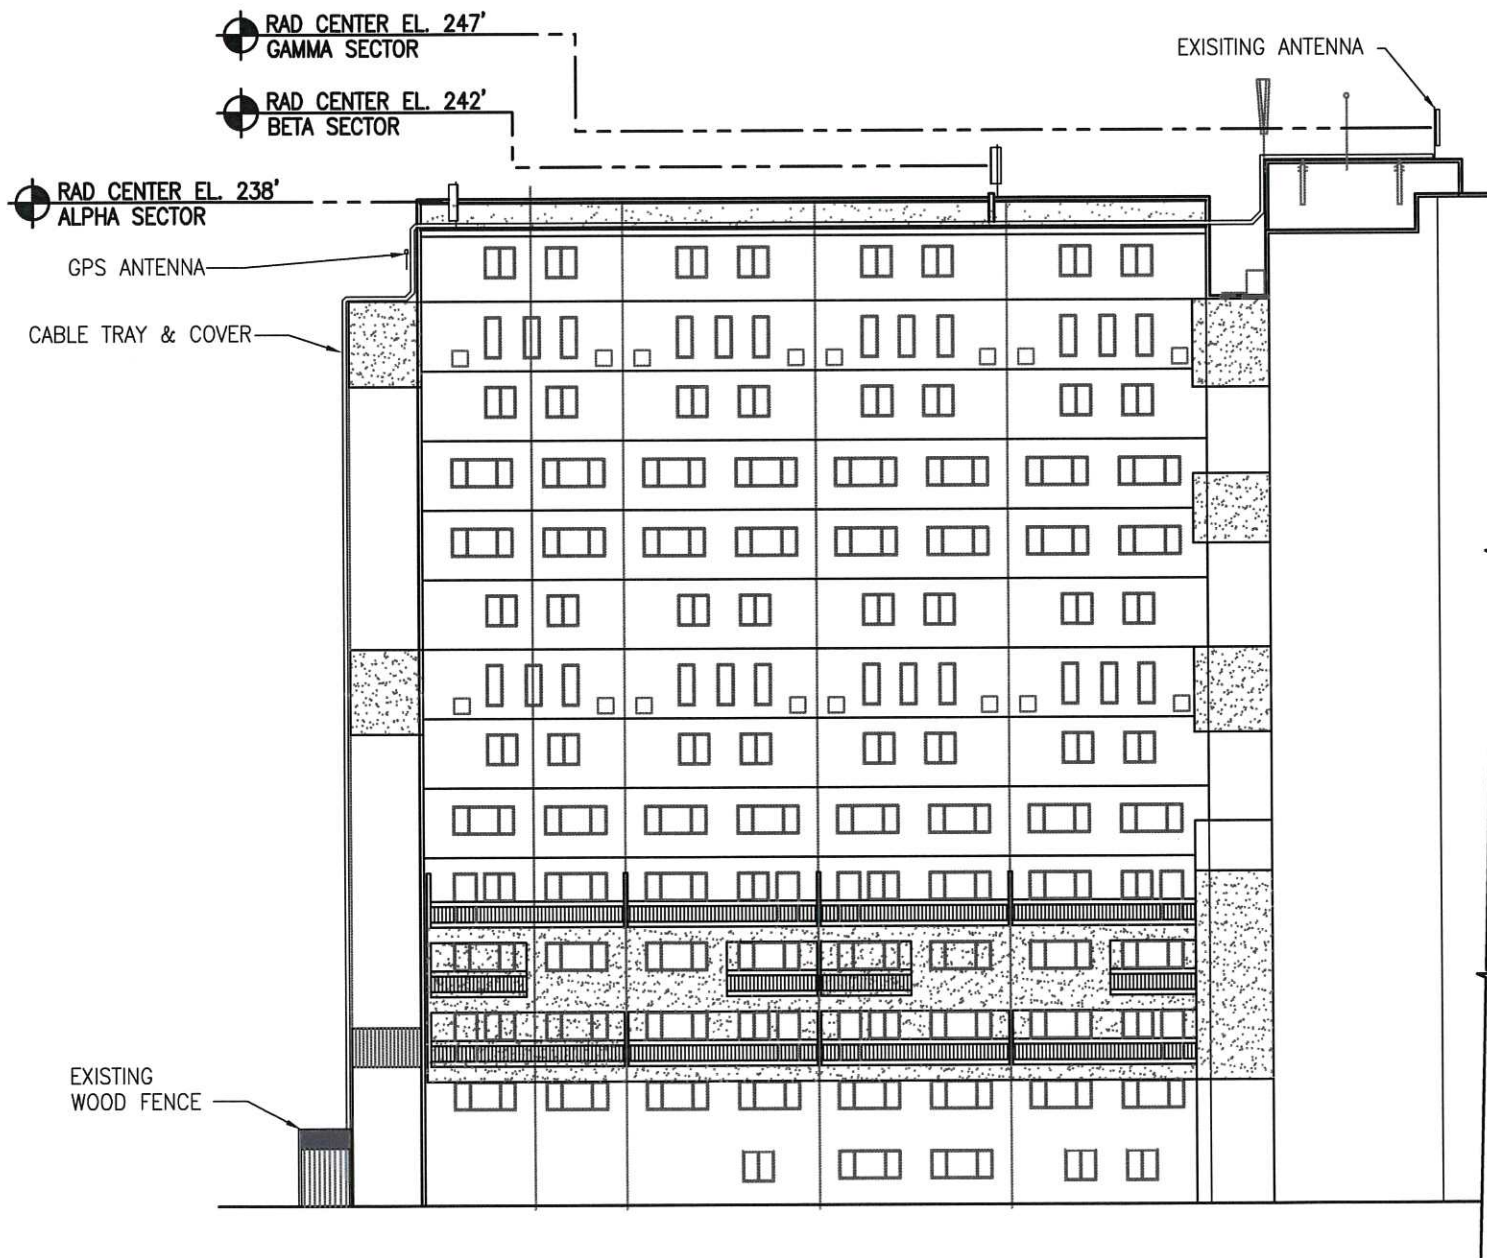 RAD CENTER EL. 247'
GAMMA SECTOR
EXISITING ANTENNA
RAD CENTER EL. 242'
BETA SECTOR
RAD CENTER EL. 238'
ALPHA SECTOR
GPS ANTENNA
CABLE TRAY & COVER
EXISTING
WOOD FENCE